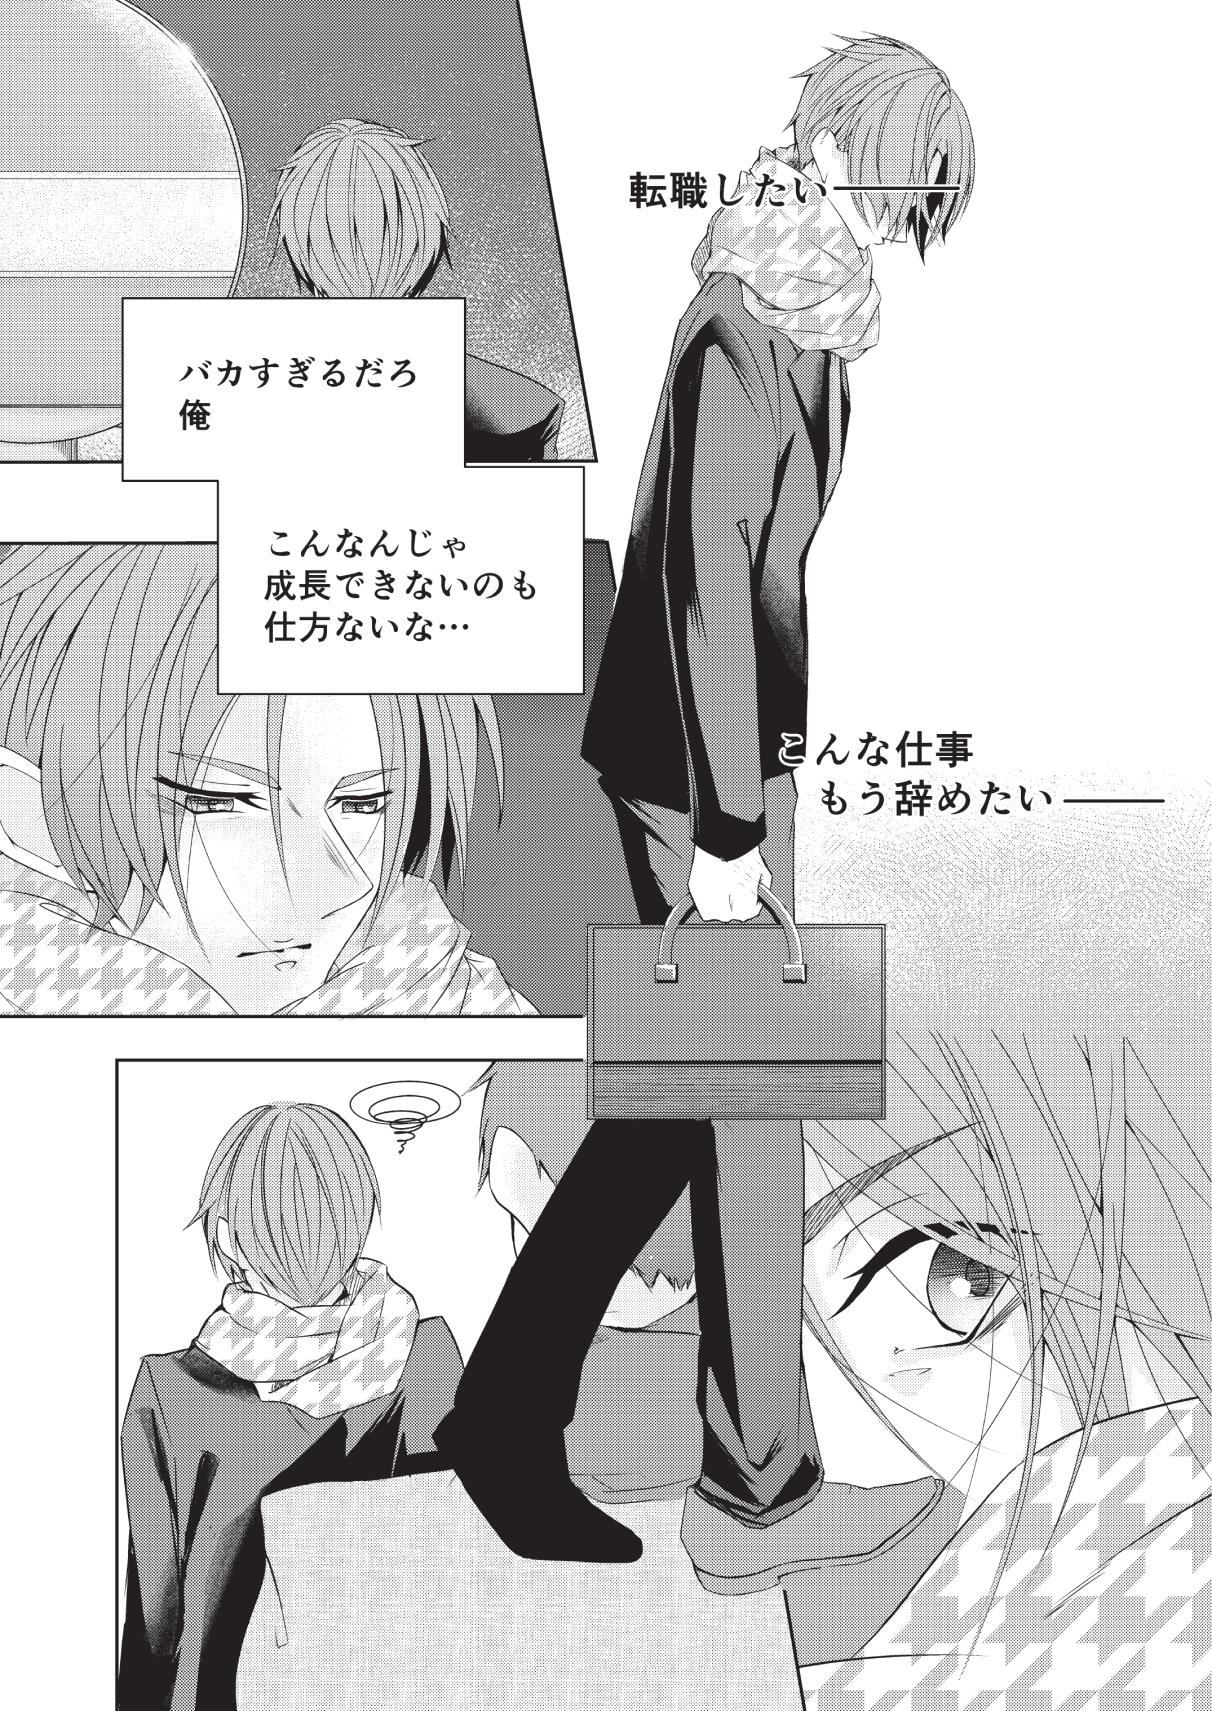 転職したい――
こんな仕事
もう辞めたい――
バカすぎるだろ
俺
こんなんじゃ
成長できないのも
仕方ないな…